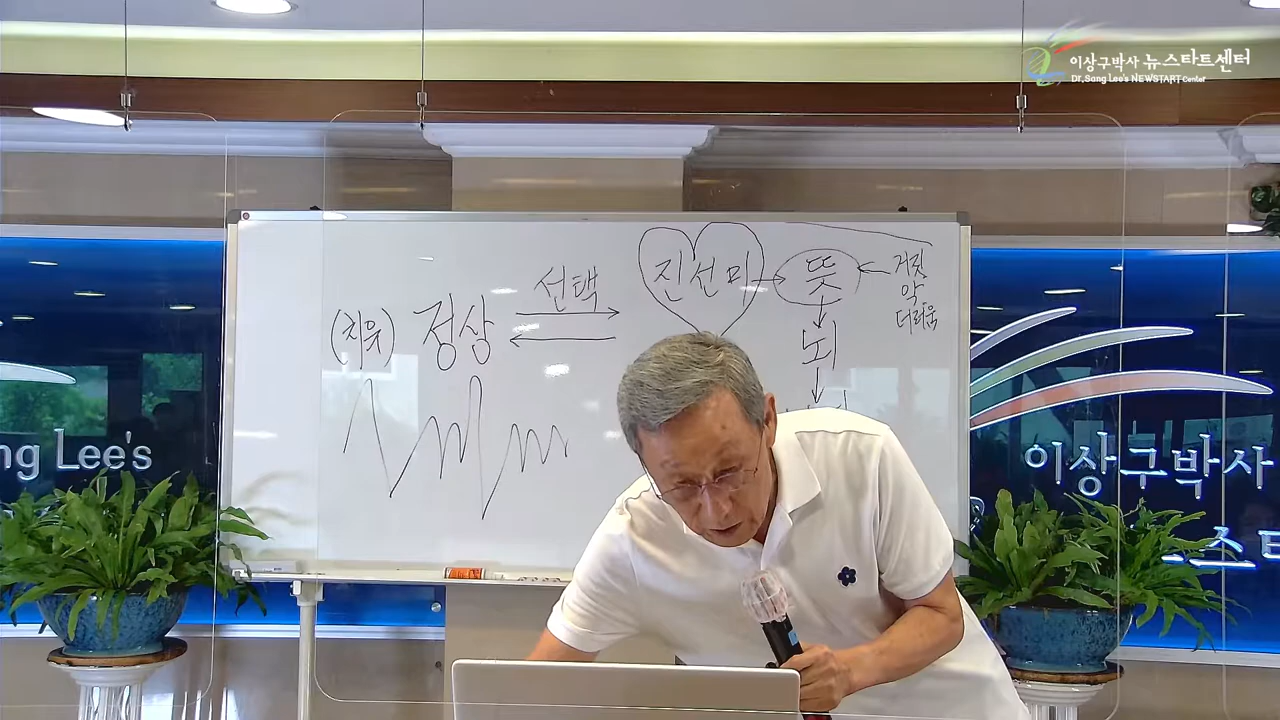 이상구박사 뉴스타트센터
Dr. Sang Lee's NEWSTART Center
선택
진선미
뜻
거짓
악
더러움
(치유) 정상
뇌
ng Lee's
이상구박사
스타